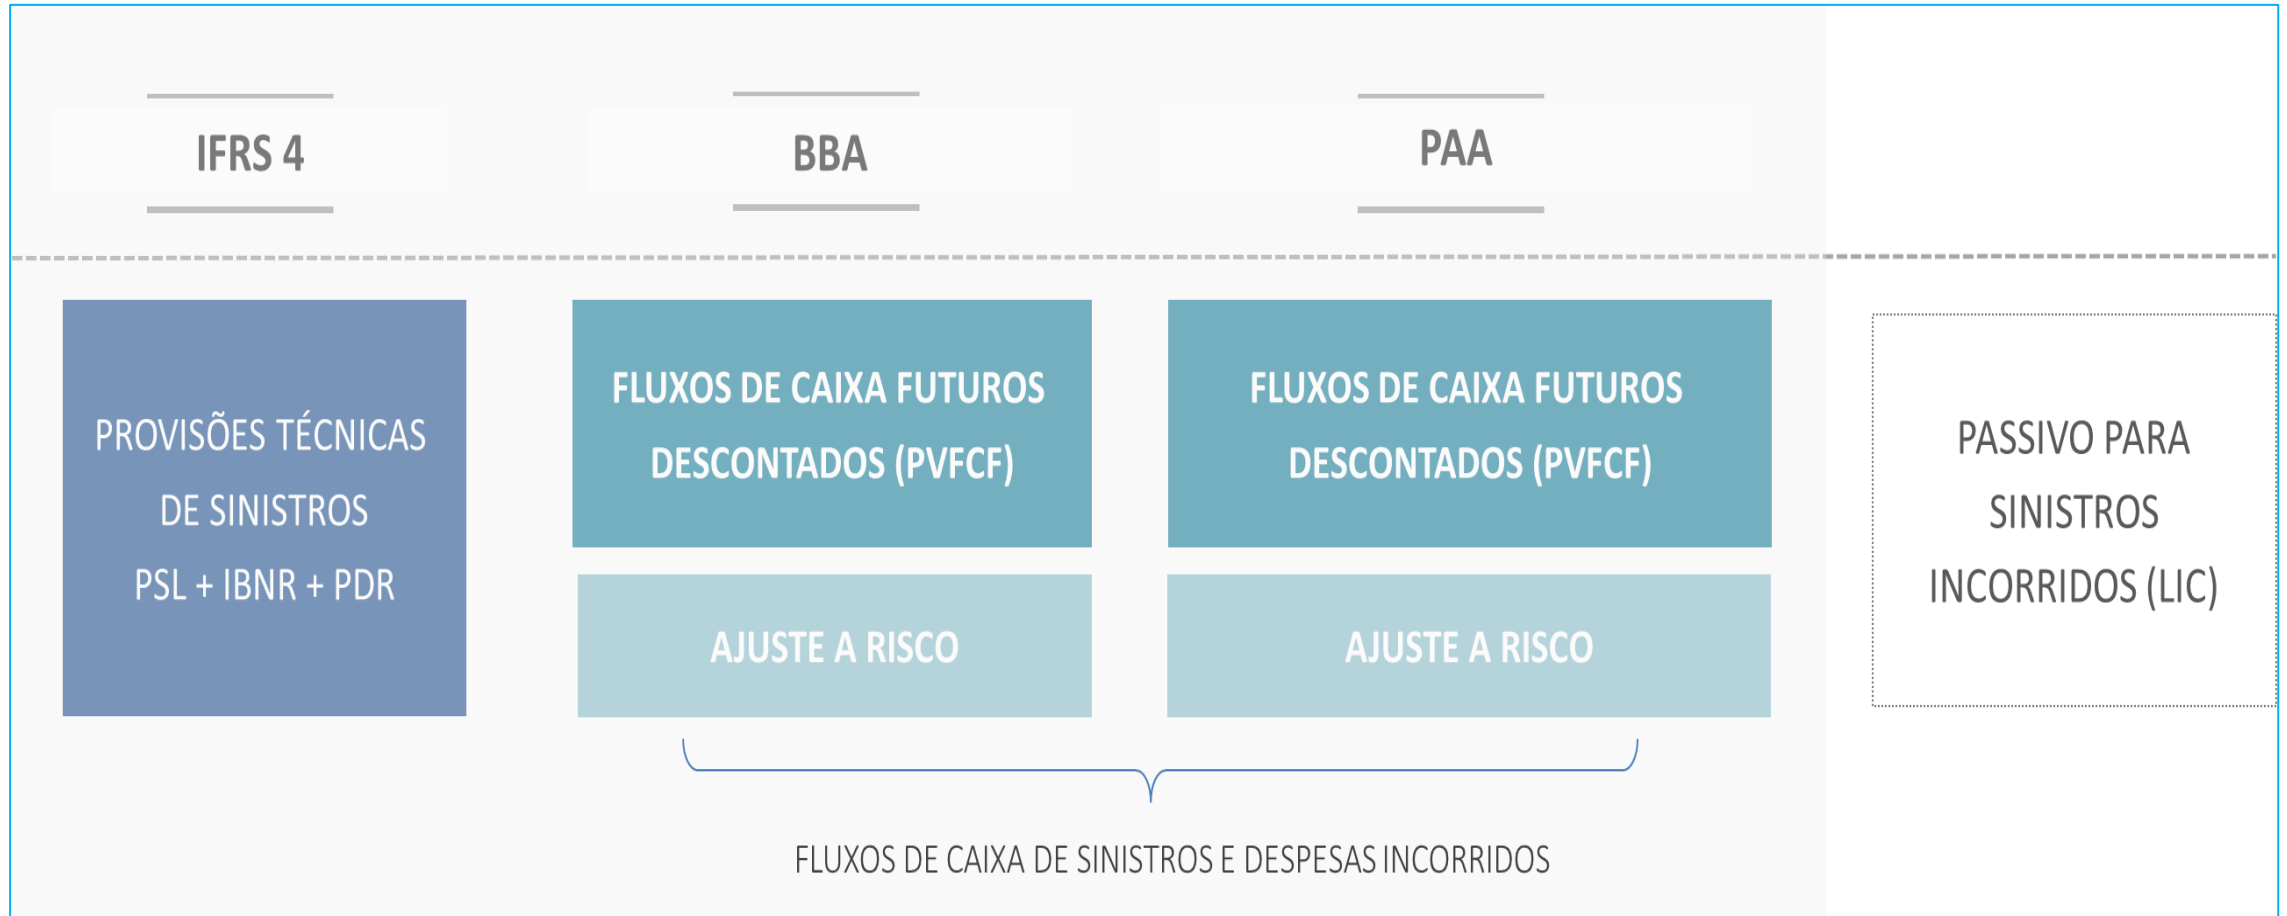 IFRS 4
BBA
PAA
PROVISÕES TÉCNICAS
DE SINISTROS
PSL + IBNR + PDR
FLUXOS DE CAIXA FUTUROS
DESCONTADOS (PVFCF)
AJUSTE A RISCO
FLUXOS DE CAIXA FUTUROS
DESCONTADOS (PVFCF)
AJUSTE A RISCO
PASSIVO PARA
SINISTROS
INCORRIDOS (LIC)
FLUXOS DE CAIXA DE SINISTROS E DESPESAS INCORRIDOS